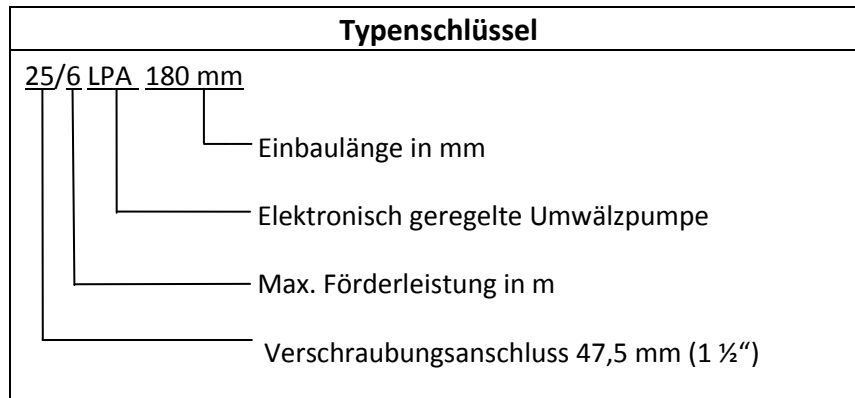 Typenschlüssel
25/6 LPA 180 mm
Einbaulänge in mm
Elektronisch geregelte Umwälzpumpe
Max. Förderleistung in m
Verschraubungsanschluss 47,5 mm (1 ½“)